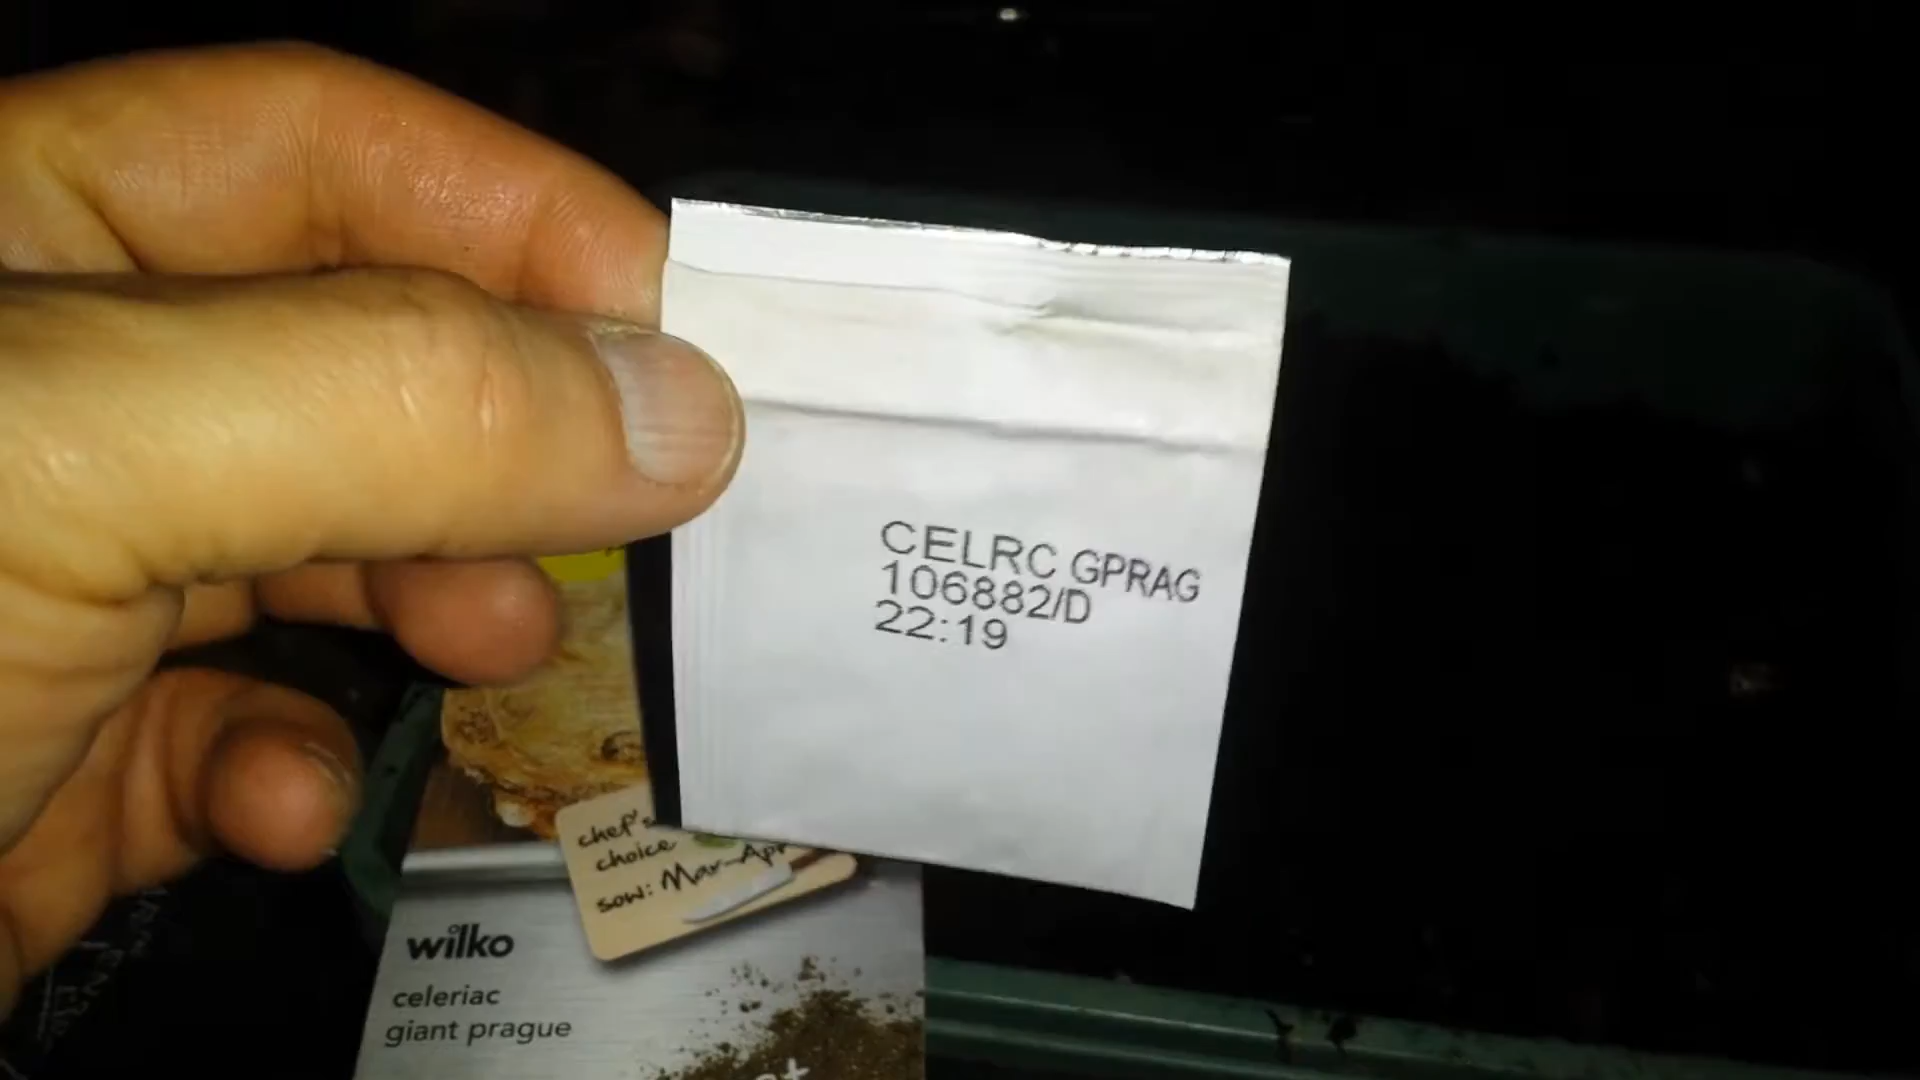 CELRC GPRAG
106882/D
22:19
chef's
choice
sow: Mar-Apr
wilko
celeriac
giant prague